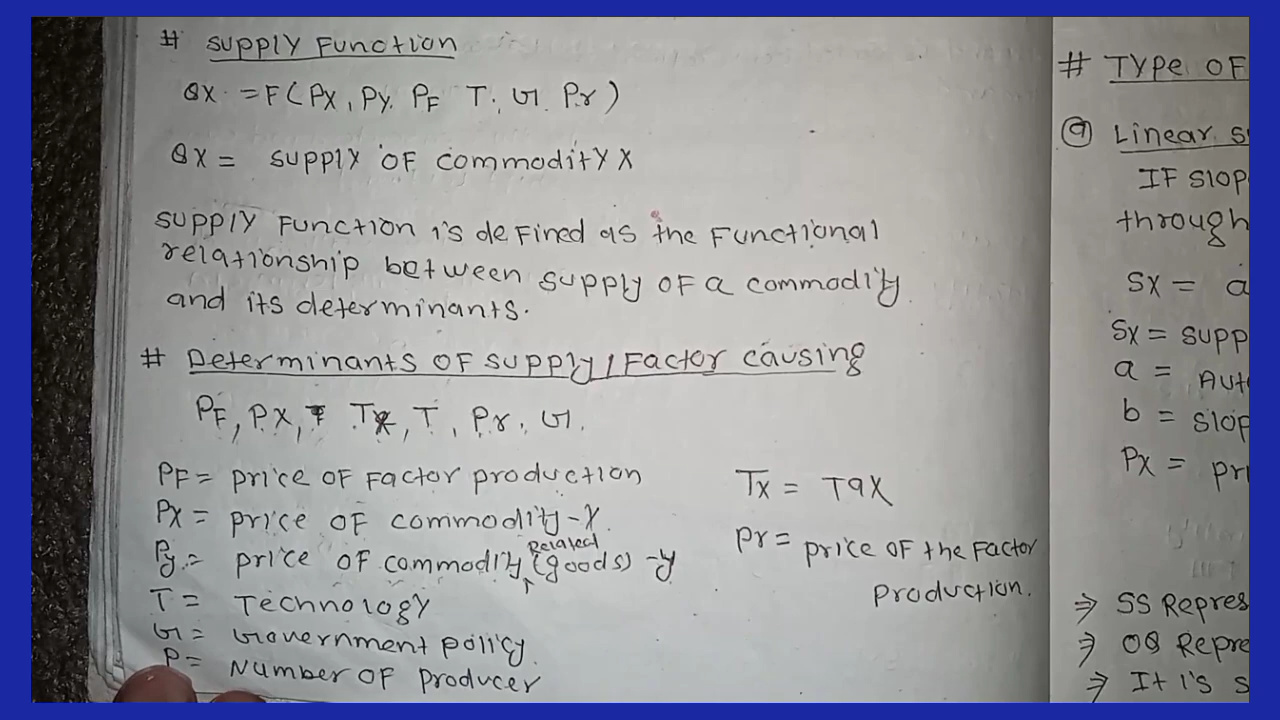 # Supply Function
QX = F(PX, PY, PF T, G Pr)
QX = supply of commodity X
Supply Function is defined as the Functional
relationship between supply of a commodity
and its determinants.
# Determinants of supply / Factor causing
PF, PX, Tx, T, Pr, G.
PF = price of Factor production
PX = price of commodity-X.
Py = price of commodity (Related goods) -y
T = Technology
G = Government policy.
P = Number of producer
Tx = Tax
Pr = price of the Factor
production.
# Type of
a Linear s
IF slop
through
SX = a
SX = supp
a = Aut
b = slop
PX = pri
⇒ SS Repres
⇒ OQ Repre
⇒ It is s